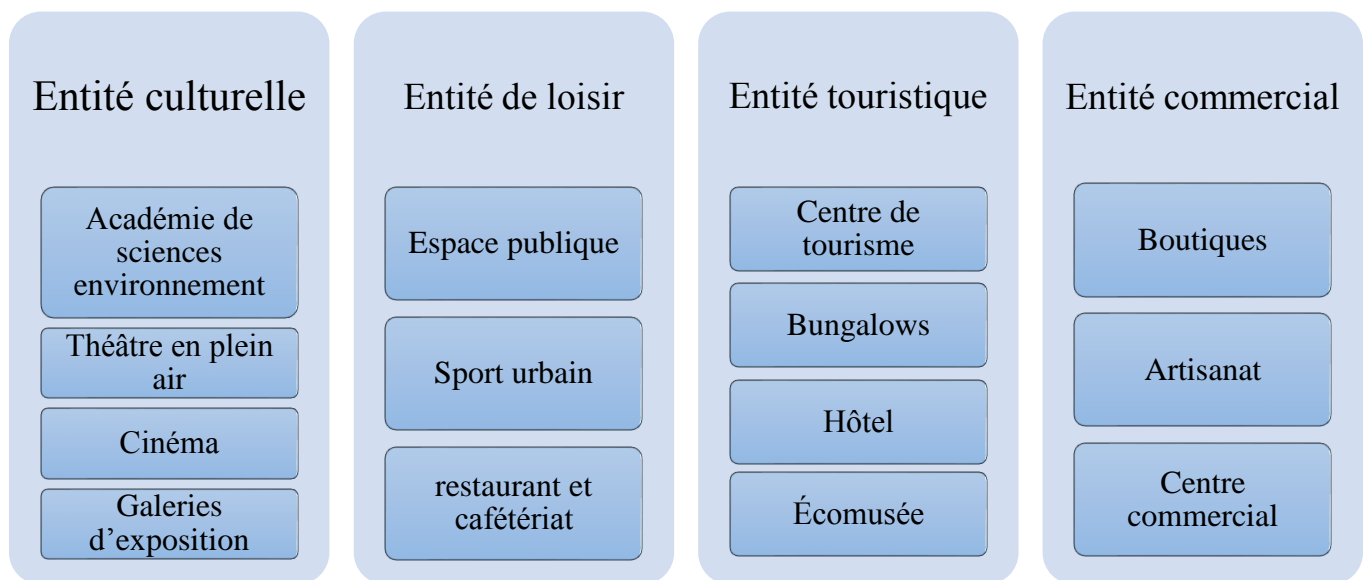 Entité culturelle
Académie de
sciences
environnement
Théâtre en plein
air
Cinéma
Galeries
d’exposition
Entité de loisir
Espace publique
Sport urbain
restaurant et
cafétériat
Entité touristique
Centre de
tourisme
Bungalows
Hôtel
Écomusée
Entité commercial
Boutiques
Artisanat
Centre
commercial